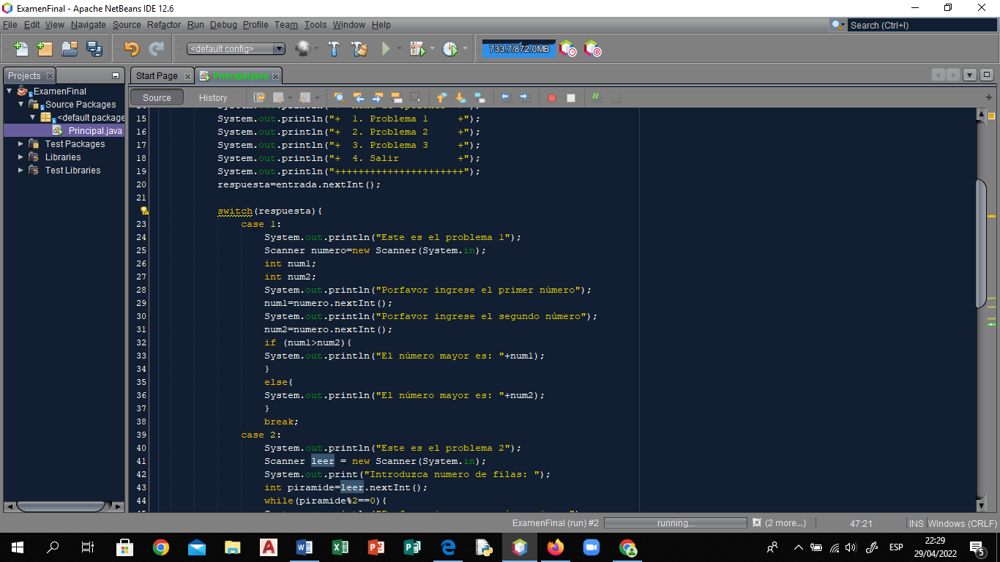 ExamenFinal - Apache NetBeans IDE 12.6
File Edit View Navigate Source Refactor Run Debug Profile Team Tools Window Help
Search (Ctrl+I)
<default config>
733.7/872.0MB
Projects
Start Page
Principal.java
ExamenFinal
Source Packages
<default package
Principal.java
Test Packages
Libraries
Test Libraries
Source History
15 System.out.println("+  1. Problema 1     +");
16 System.out.println("+  2. Problema 2     +");
17 System.out.println("+  3. Problema 3     +");
18 System.out.println("+  4. Salir          +");
19 System.out.println("++++++++++++++++++++++");
20 respuesta=entrada.nextInt();
21
switch(respuesta){
23 case 1:
24 System.out.println("Este es el problema 1");
25 Scanner numero=new Scanner(System.in);
26 int num1;
27 int num2;
28 System.out.println("Porfavor ingrese el primer número");
29 num1=numero.nextInt();
30 System.out.println("Porfavor ingrese el segundo número");
31 num2=numero.nextInt();
32 if (num1>num2){
33 System.out.println("El número mayor es: "+num1);
34 }
35 else{
36 System.out.println("El número mayor es: "+num2);
37 }
38 break;
39 case 2:
40 System.out.println("Este es el problema 2");
41 Scanner leer = new Scanner(System.in);
42 System.out.print("Introduzca numero de filas: ");
43 int piramide=leer.nextInt();
44 while(piramide%2==0){
ExamenFinal (run) #2 running... (2 more...) 47:21 INS Windows (CRLF)
ESP
22:29
29/04/2022
5